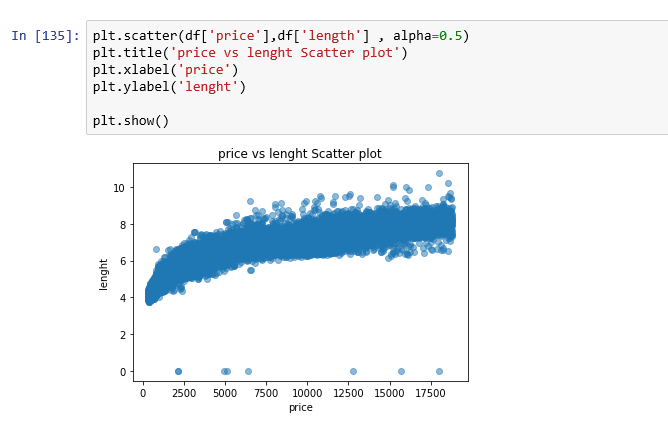 In [135]: plt.scatter(df['price'],df['length'] , alpha=0.5)
plt.title('price vs lenght Scatter plot')
plt.xlabel('price')
plt.ylabel('lenght')
plt.show()
price vs lenght Scatter plot
10
8
6
4
2
0
lenght
0 2500 5000 7500 10000 12500 15000 17500
price